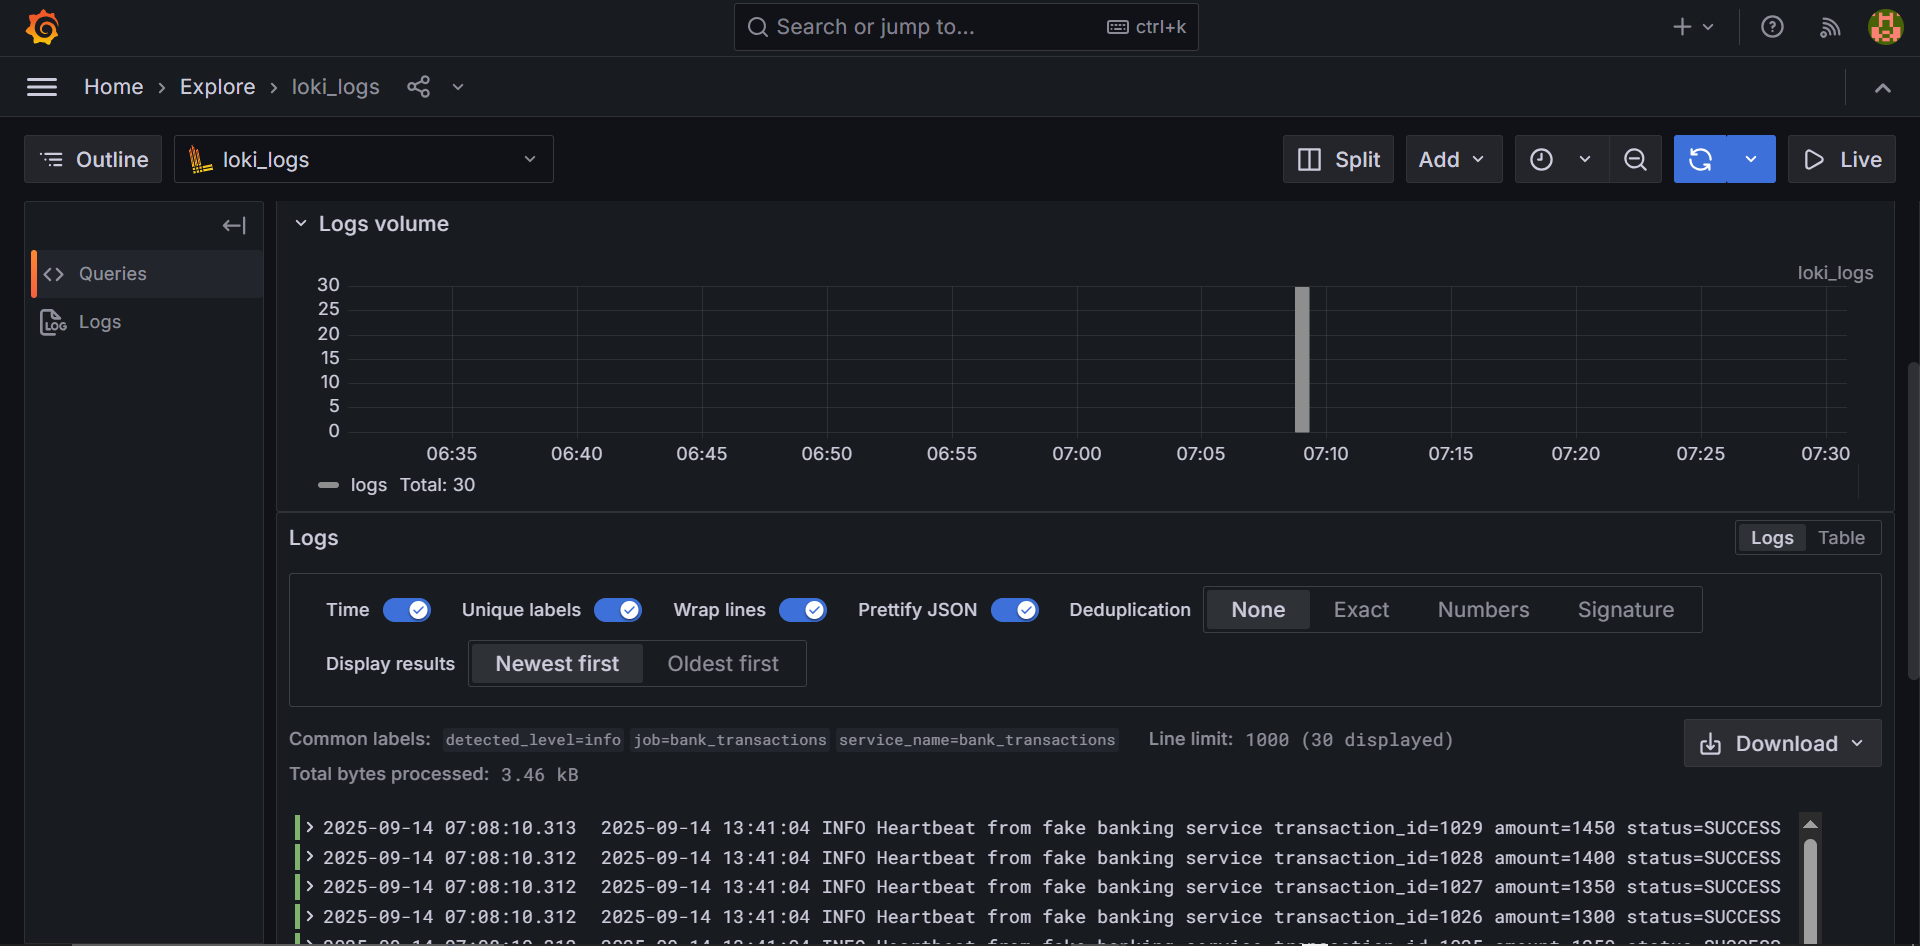 Search or jump to... ctrl+k
Home › Explore › loki_logs
Outline loki_logs Split Add Live
Queries
Logs
Logs volume
loki_logs
30
25
20
15
10
5
0
06:35 06:40 06:45 06:50 06:55 07:00 07:05 07:10 07:15 07:20 07:25 07:30
logs Total: 30
Logs Logs Table
Time Unique labels Wrap lines Prettify JSON Deduplication None Exact Numbers Signature
Display results Newest first Oldest first
Common labels: detected_level=info job=bank_transactions service_name=bank_transactions Line limit: 1000 (30 displayed)
Download
Total bytes processed: 3.46 kB
2025-09-14 07:08:10.313 2025-09-14 13:41:04 INFO Heartbeat from fake banking service transaction_id=1029 amount=1450 status=SUCCESS
2025-09-14 07:08:10.312 2025-09-14 13:41:04 INFO Heartbeat from fake banking service transaction_id=1028 amount=1400 status=SUCCESS
2025-09-14 07:08:10.312 2025-09-14 13:41:04 INFO Heartbeat from fake banking service transaction_id=1027 amount=1350 status=SUCCESS
2025-09-14 07:08:10.312 2025-09-14 13:41:04 INFO Heartbeat from fake banking service transaction_id=1026 amount=1300 status=SUCCESS